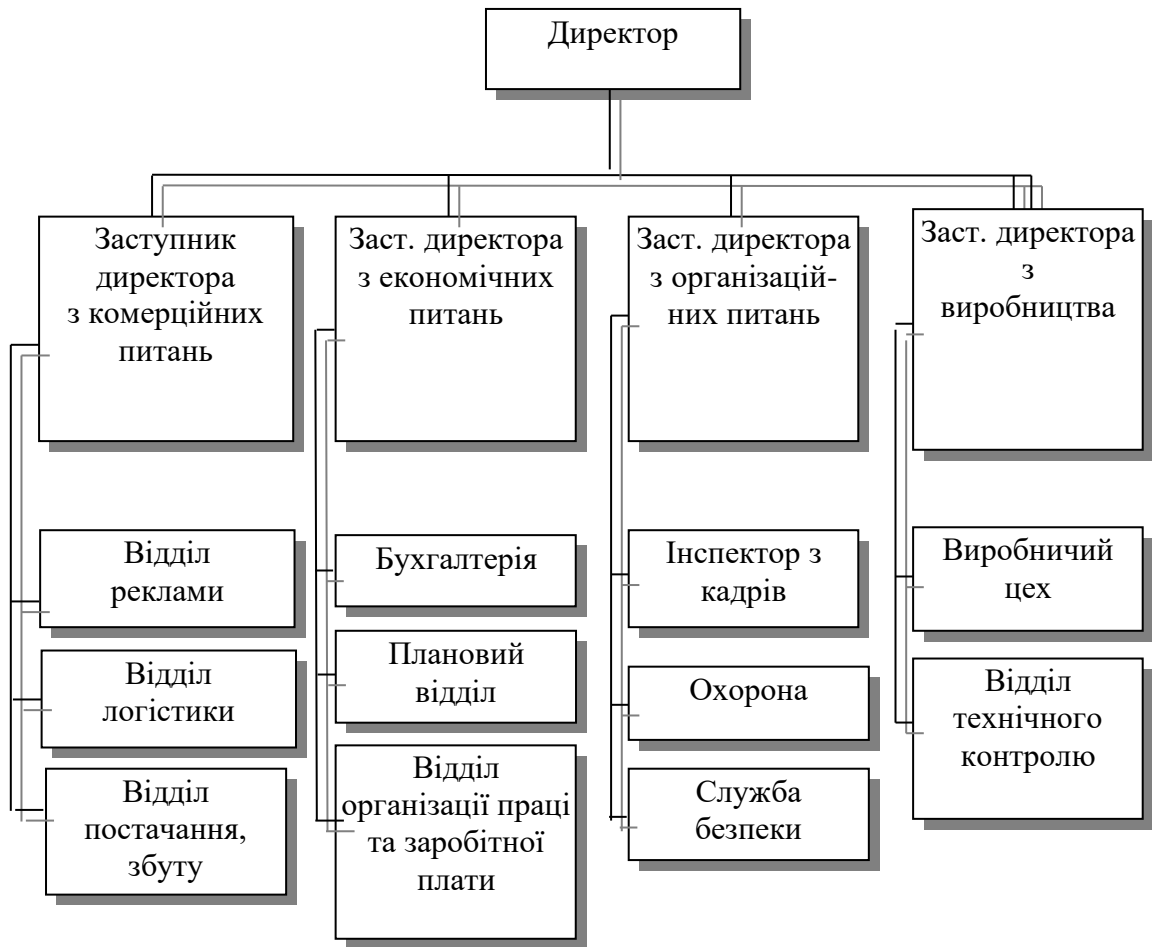 Директор
Заступник
директора
з комерційних
питань
Заст. директора
з економічних
питань
Заст. директора
з організацій-
них питань
Заст. директора
з
виробництва
Відділ
реклами
Бухгалтерія
Інспектор з
кадрів
Виробничий
цех
Відділ
логістики
Плановий
відділ
Охорона
Відділ
технічного
контролю
Відділ
постачання,
збуту
Відділ
організації праці
та заробітної
плати
Служба
безпеки